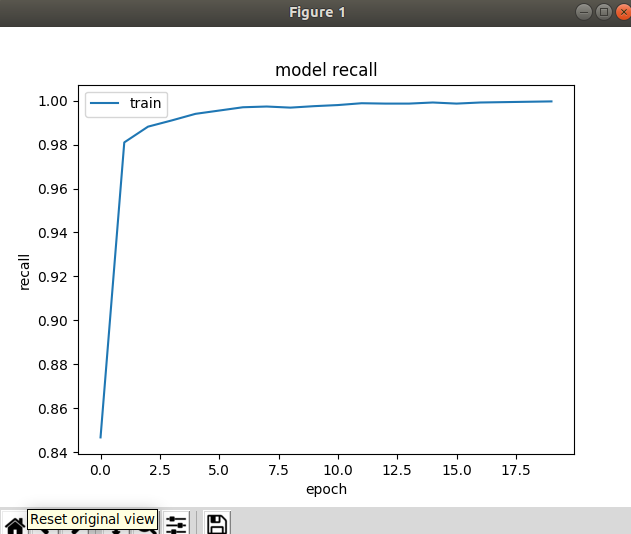 Figure 1
model recall
train
1.00
0.98
0.96
0.94
0.92
0.90
0.88
0.86
0.84
recall
0.0 2.5 5.0 7.5 10.0 12.5 15.0 17.5
epoch
Reset original view